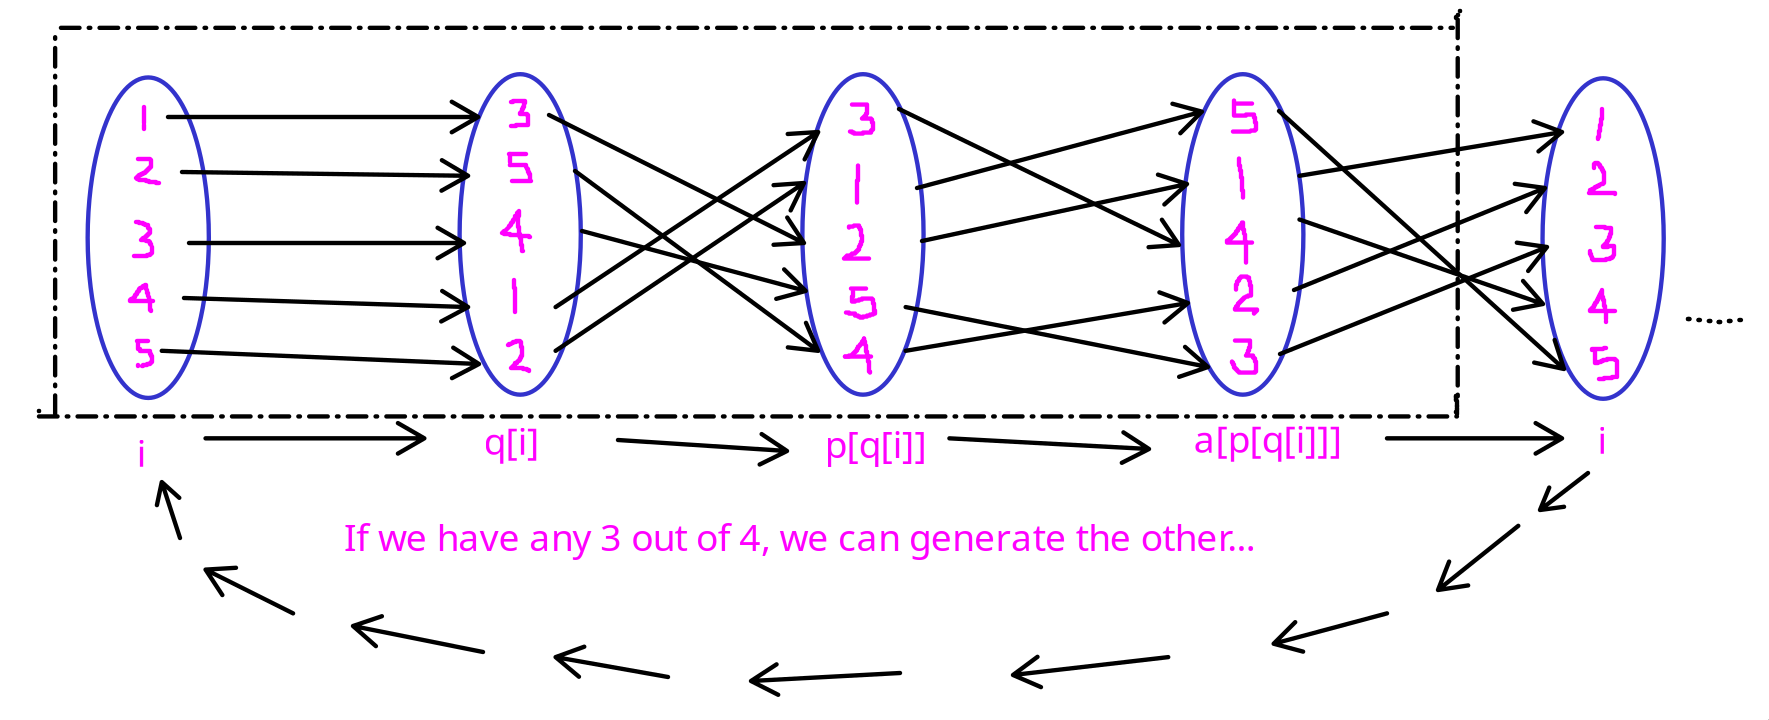 1 3 3 5 1
2 5 1 1 2
3 4 2 4 3
4 1 5 2 4
5 2 4 3 5
i q[i] p[q[i]] a[p[q[i]]] i
If we have any 3 out of 4, we can generate the other...